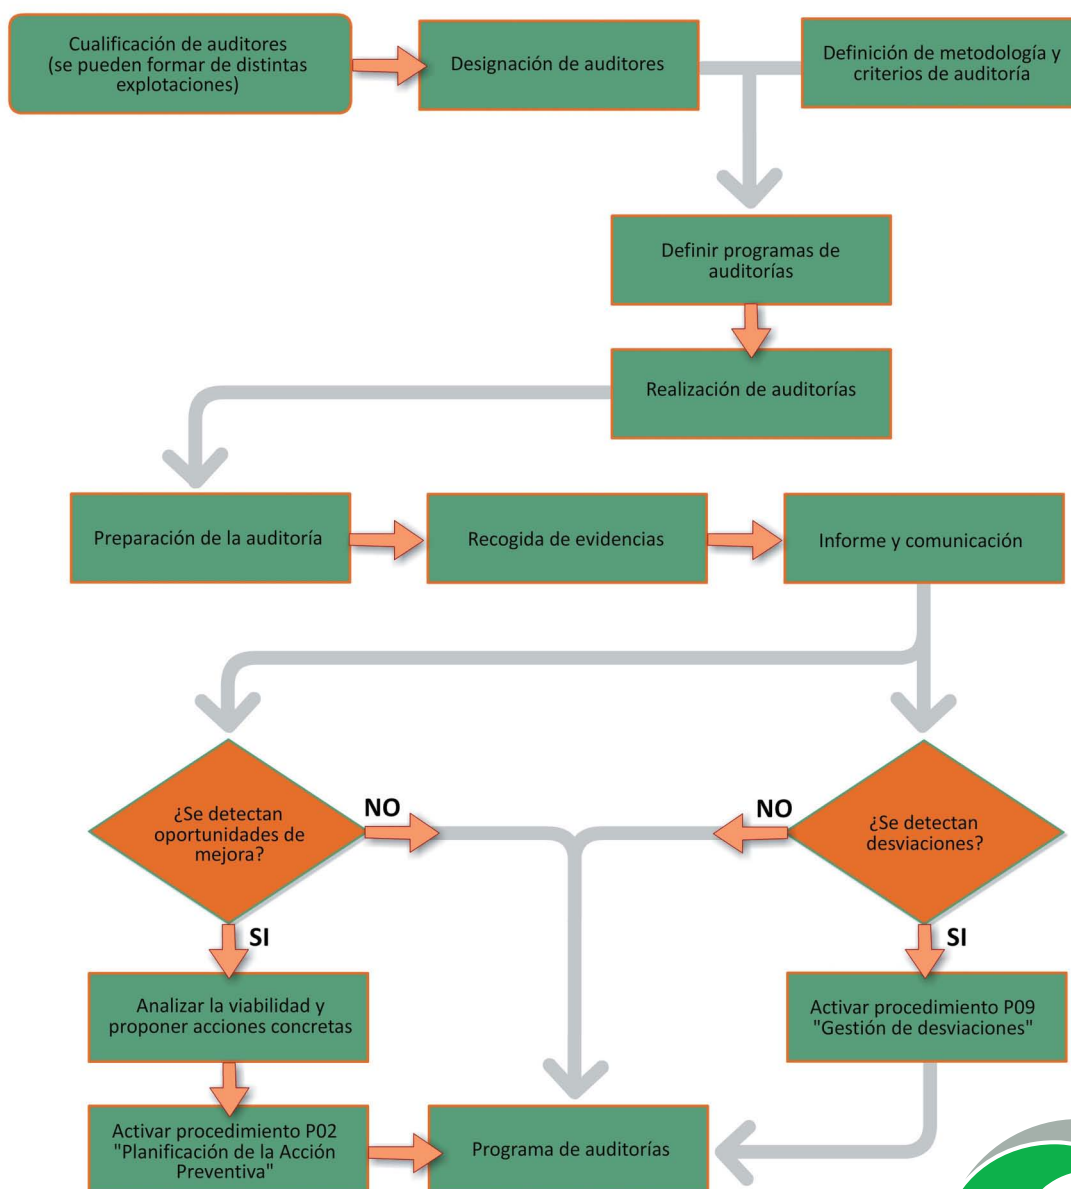 Cualificación de auditores
(se pueden formar de distintas
explotaciones)
Designación de auditores
Definición de metodología y
criterios de auditoría
Definir programas de
auditorías
Realización de auditorías
Preparación de la auditoría
Recogida de evidencias
Informe y comunicación
¿Se detectan
oportunidades de
mejora?
NO
NO
¿Se detectan
desviaciones?
SI
SI
Analizar la viabilidad y
proponer acciones concretas
Activar procedimiento P09
"Gestión de desviaciones"
Activar procedimiento P02
"Planificación de la Acción
Preventiva"
Programa de auditorías